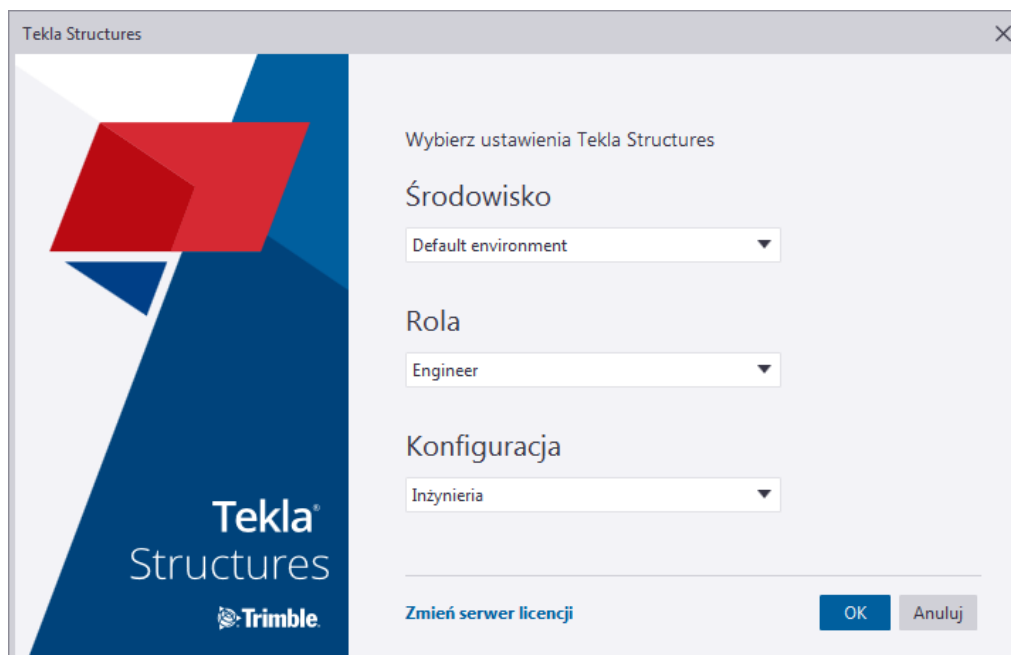 Tekla Structures
Wybierz ustawienia Tekla Structures
Środowisko
Default environment
Rola
Engineer
Konfiguracja
Inżynieria
Tekla®
Structures
Trimble.
Zmień serwer licencji
OK
Anuluj